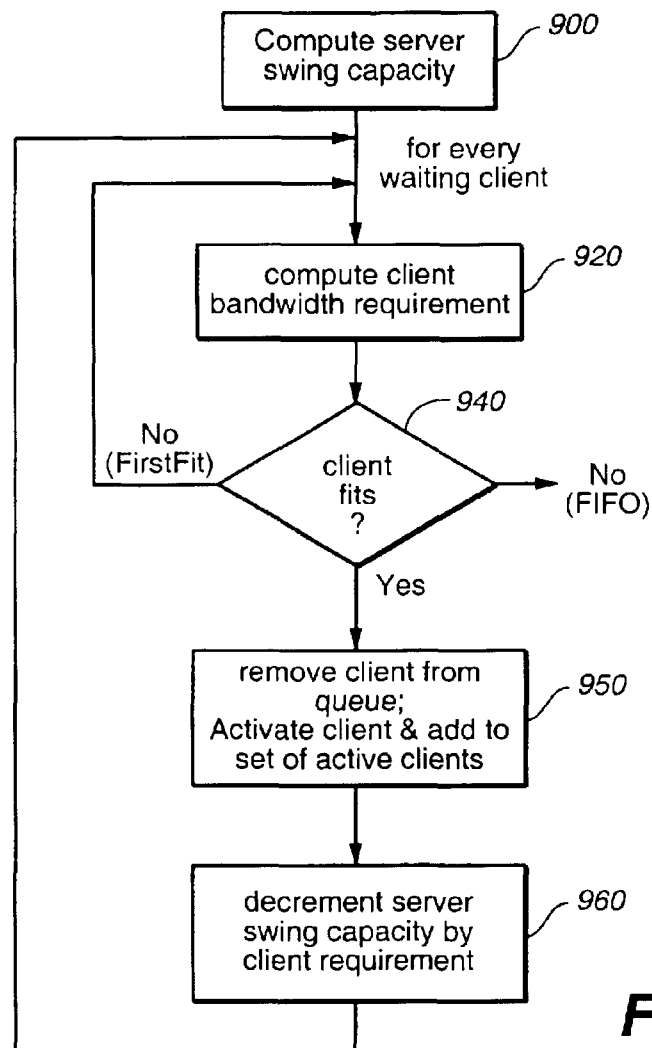 Compute server
swing capacity
900
for every
waiting client
compute client
bandwidth requirement
920
940
No
(FirstFit)
client
fits
?
No
(FIFO)
Yes
remove client from
queue;
Activate client & add to
set of active clients
950
decrement server
swing capacity by
client requirement
960
F